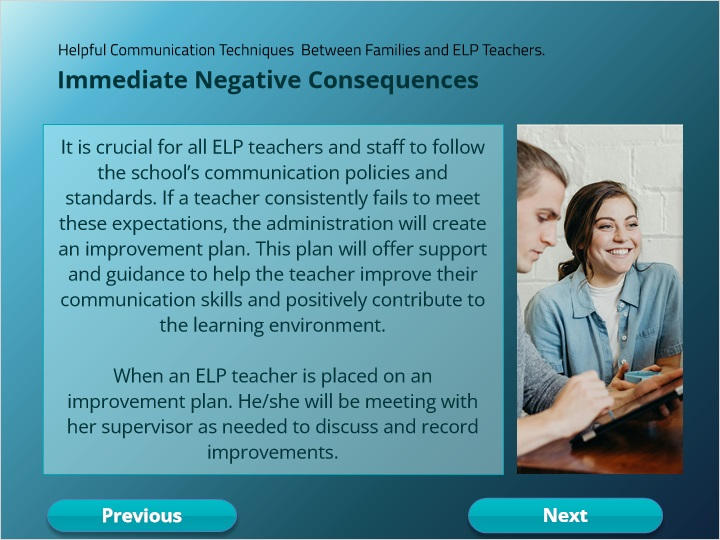 Helpful Communication Techniques  Between Families and ELP Teachers.
Immediate Negative Consequences
It is crucial for all ELP teachers and staff to follow
the school’s communication policies and
standards. If a teacher consistently fails to meet
these expectations, the administration will create
an improvement plan. This plan will offer support
and guidance to help the teacher improve their
communication skills and positively contribute to
the learning environment.
When an ELP teacher is placed on an
improvement plan. He/she will be meeting with
her supervisor as needed to discuss and record
improvements.
Previous
Next